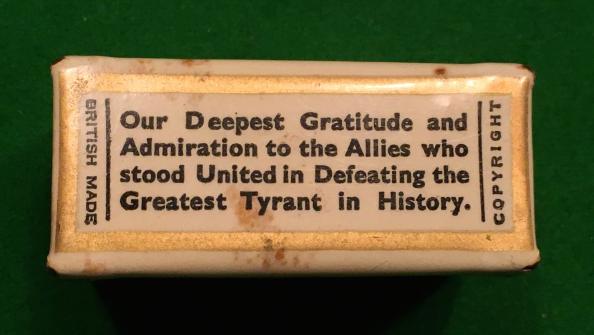 BRITISH MADE
Our Deepest Gratitude and
Admiration to the Allies who
stood United in Defeating the
Greatest Tyrant in History.
COPYRIGHT